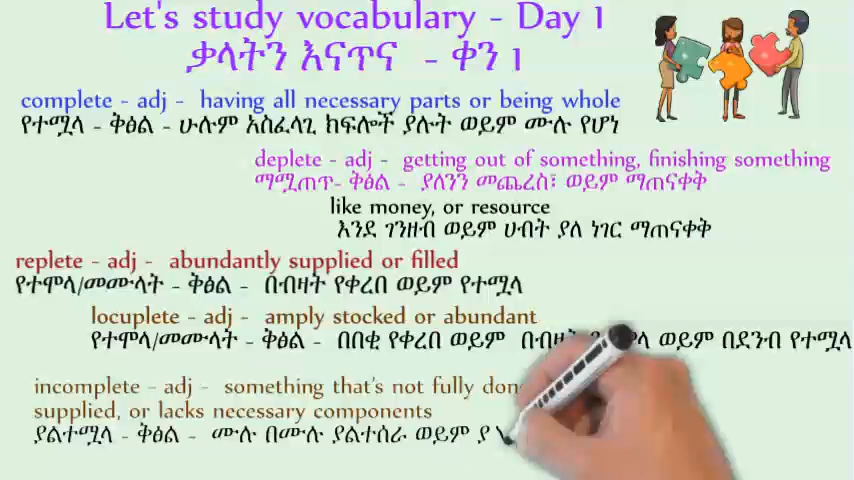 Let's study vocabulary - Day 1
ቃላትን እናጥና - ቀን 1
complete - adj - having all necessary parts or being whole
የተሟላ - ቅፅል - ሁሉም አስፈላጊ ክፍሎች ያሉት ወይም ሙሉ የሆነ
deplete - adj - getting out of something, finishing something
ማሟጠጥ- ቅፅል - ያለንን መጨረስ፣ ወይም ማጠናቀቅ
like money, or resource
እንደ ገንዘብ ወይም ሀብት ያለ ነገር ማጠናቀቅ
replete - adj - abundantly supplied or filled
የተሞላ/መሙላት - ቅፅል - በብዛት የቀረበ ወይም የተሟላ
locuplete - adj - amply stocked or abundant
የተሞላ/መሙላት - ቅፅል - በበቂ የቀረበ ወይም ወይም በደንብ የተሟላ
incomplete - adj - something that's not fully
supplied, or lacks necessary components
ያልተሟላ - ቅፅል - ሙሉ በሙሉ ያልተሰራ ወይም ያ